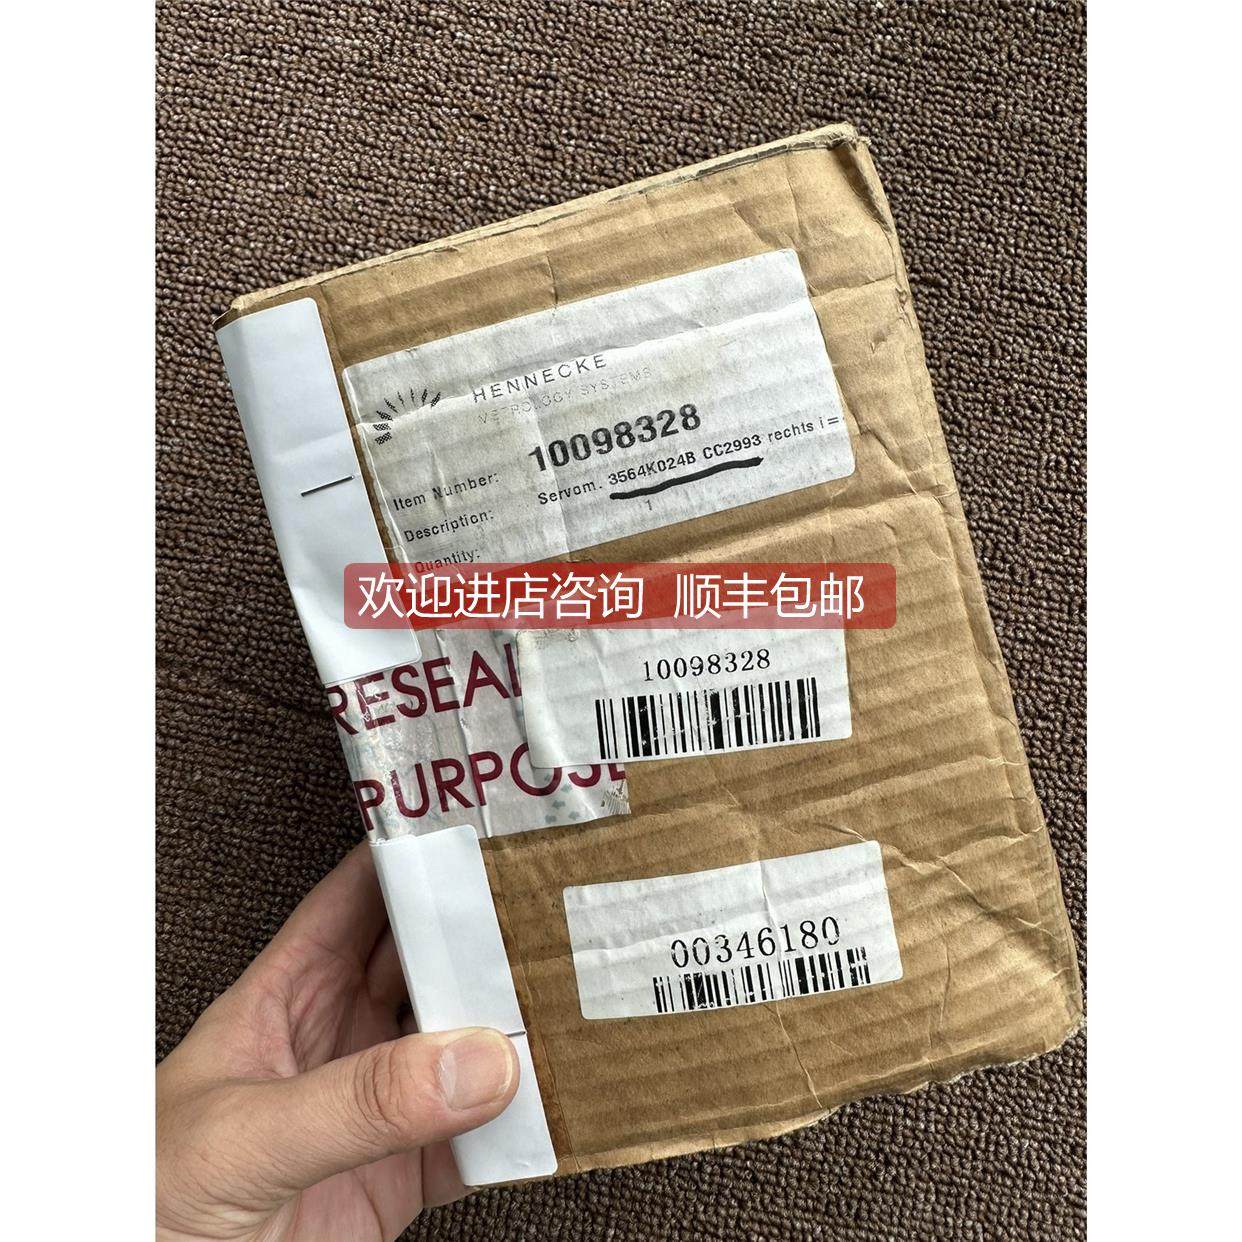 HENNECKE
METROLOGY SYSTEMS
Item Number: 10098328
Description: Servom. 3564K024B CC2993 rechts i=
Quantity: 1
欢迎进店咨询 顺丰包邮
RESEAL
PURPOSE
10098328
00346180